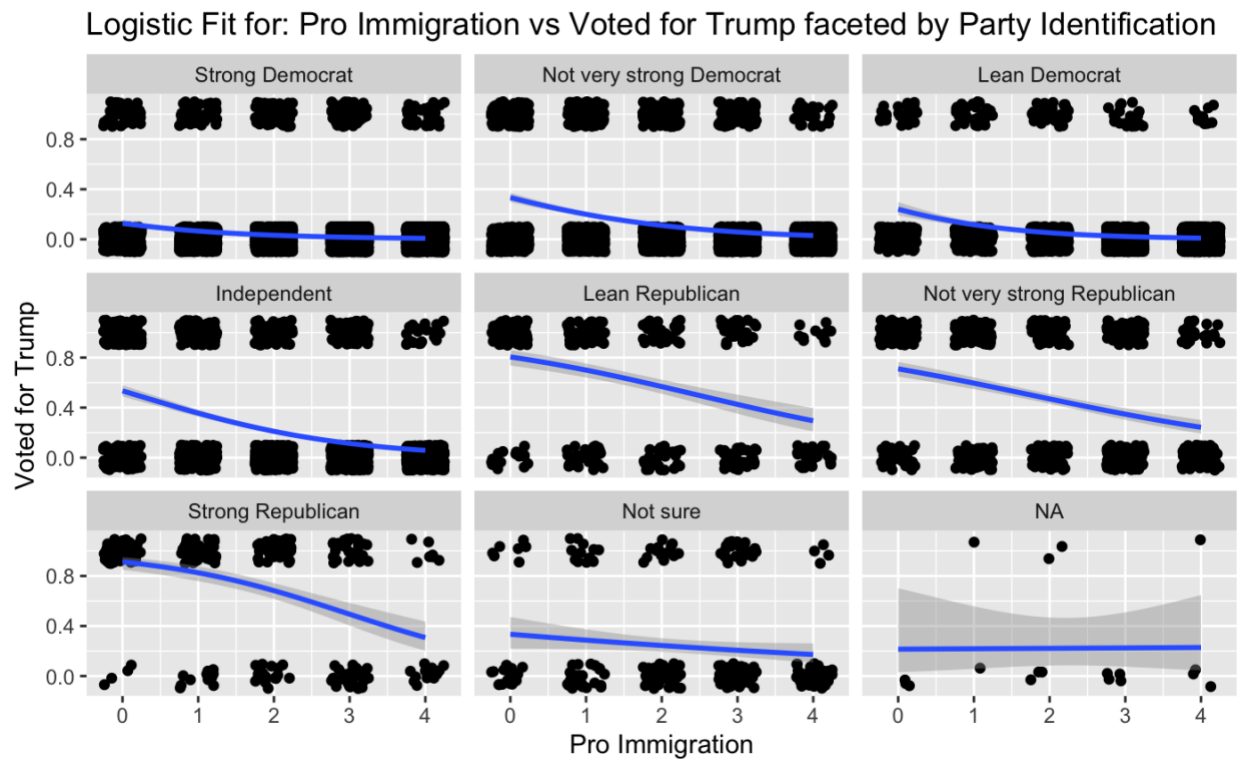 Logistic Fit for: Pro Immigration vs Voted for Trump faceted by Party Identification
Strong Democrat
Not very strong Democrat
Lean Democrat
0.8
0.4
0.0
Independent
Lean Republican
Not very strong Republican
0.8
0.4
0.0
Voted for Trump
Strong Republican
Not sure
NA
0.8
0.4
0.0
0 1 2 3 4
0 1 2 3 4
0 1 2 3 4
Pro Immigration